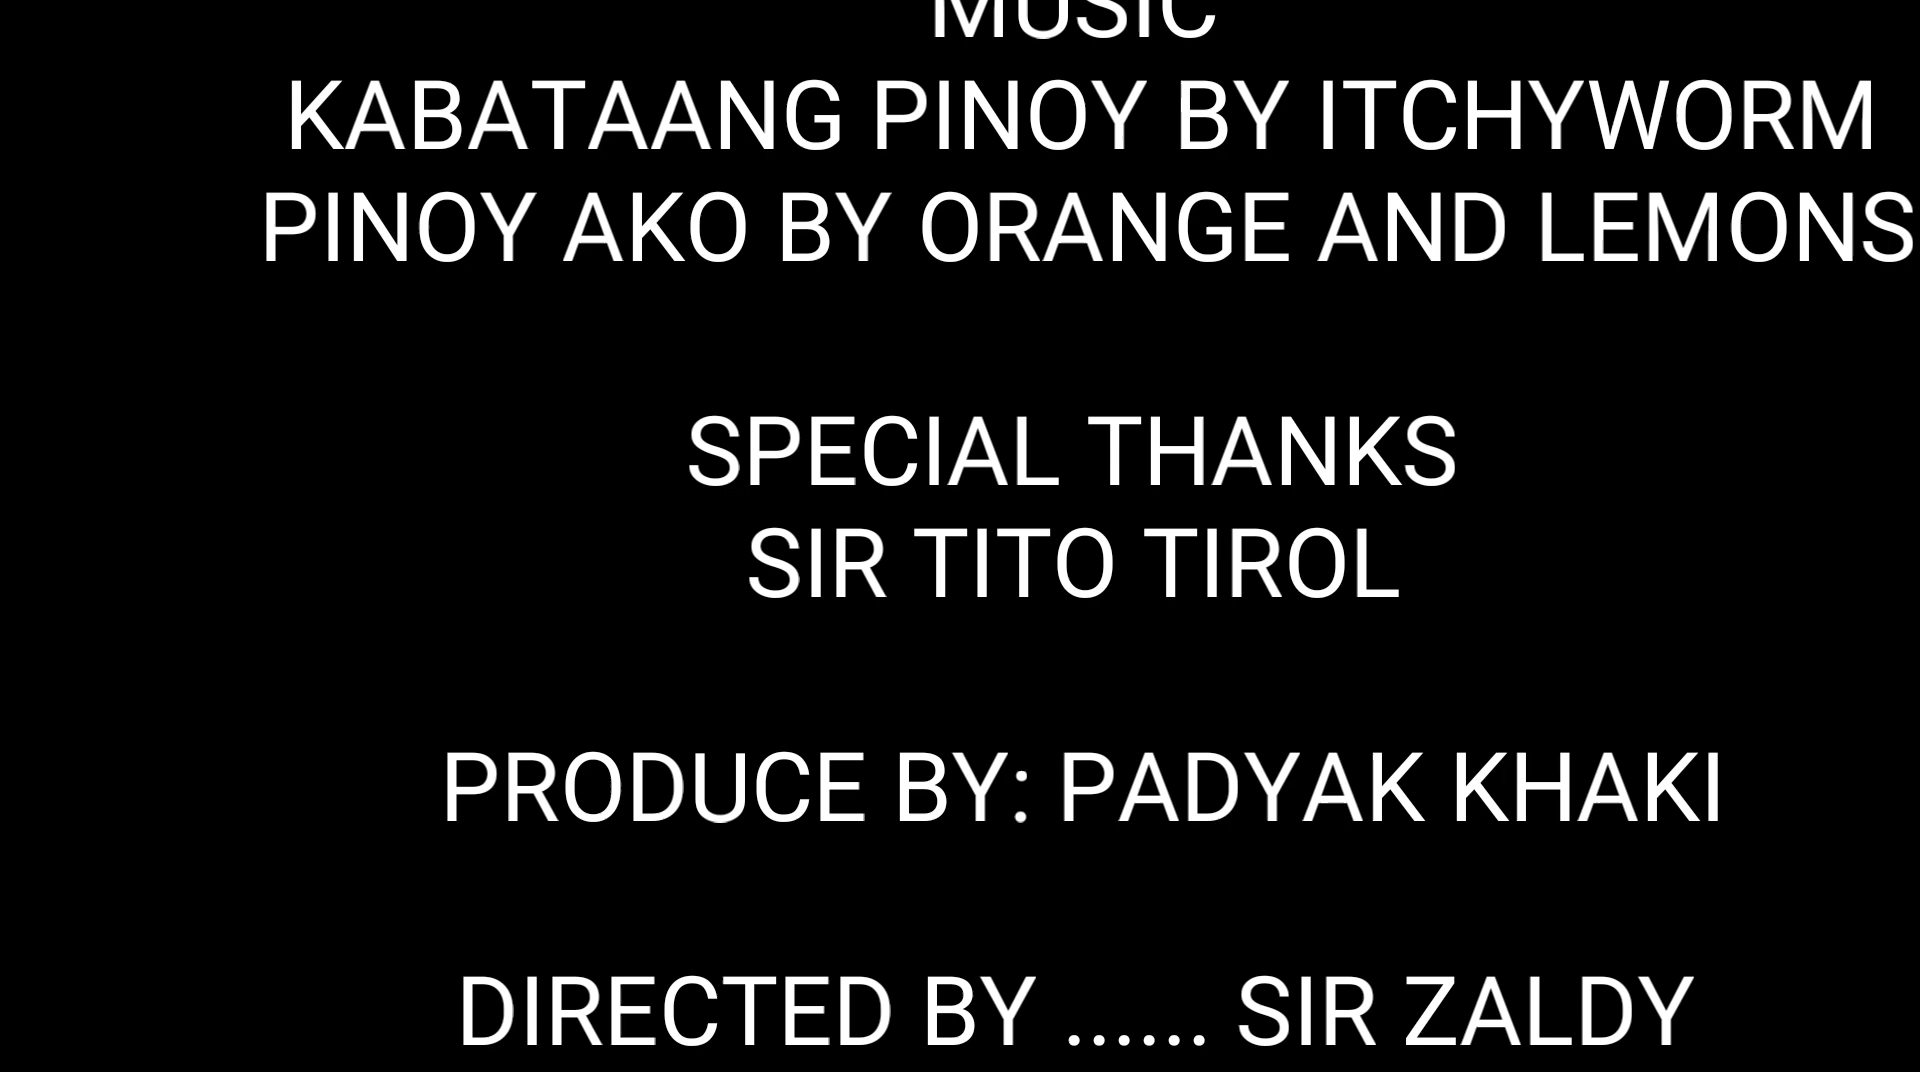 MUSIC
KABATAANG PINOY BY ITCHYWORM
PINOY AKO BY ORANGE AND LEMONS
SPECIAL THANKS
SIR TITO TIROL
PRODUCE BY: PADYAK KHAKI
DIRECTED BY ...... SIR ZALDY